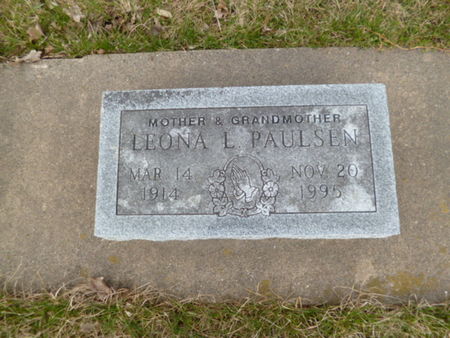 MOTHER & GRANDMOTHER
LEONA L. PAULSEN
MAR. 14 NOV. 20
1914 1995